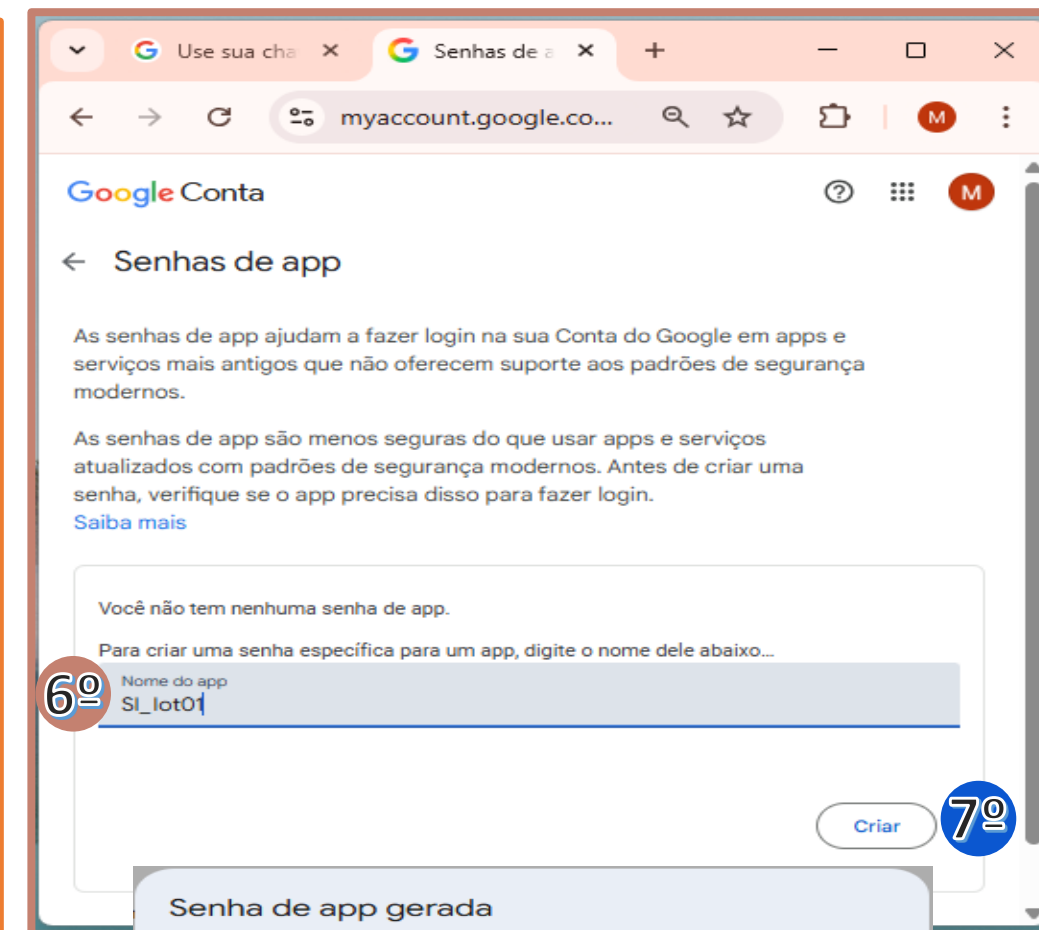 Use sua cha
Senhas de a
myaccount.google.co...
M
Google Conta
M
Senhas de app
As senhas de app ajudam a fazer login na sua Conta do Google em apps e
serviços mais antigos que não oferecem suporte aos padrões de segurança
modernos.
As senhas de app são menos seguras do que usar apps e serviços
atualizados com padrões de segurança modernos. Antes de criar uma
senha, verifique se o app precisa disso para fazer login.
Saiba mais
Você não tem nenhuma senha de app.
Para criar uma senha específica para um app, digite o nome dele abaixo...
6º
Nome do app
SI_lot01
Criar
7º
Senha de app gerada